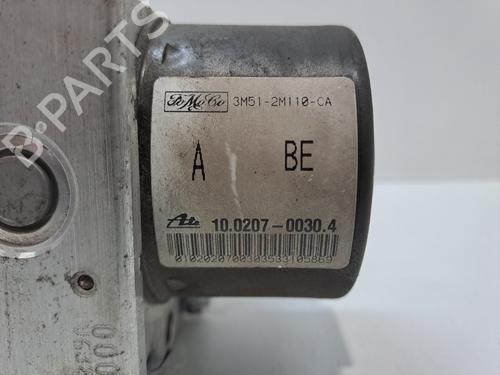 FoMoCo 3M51-2M110-CA
A BE
Ate 10.0207-0030.4
B-PARTS